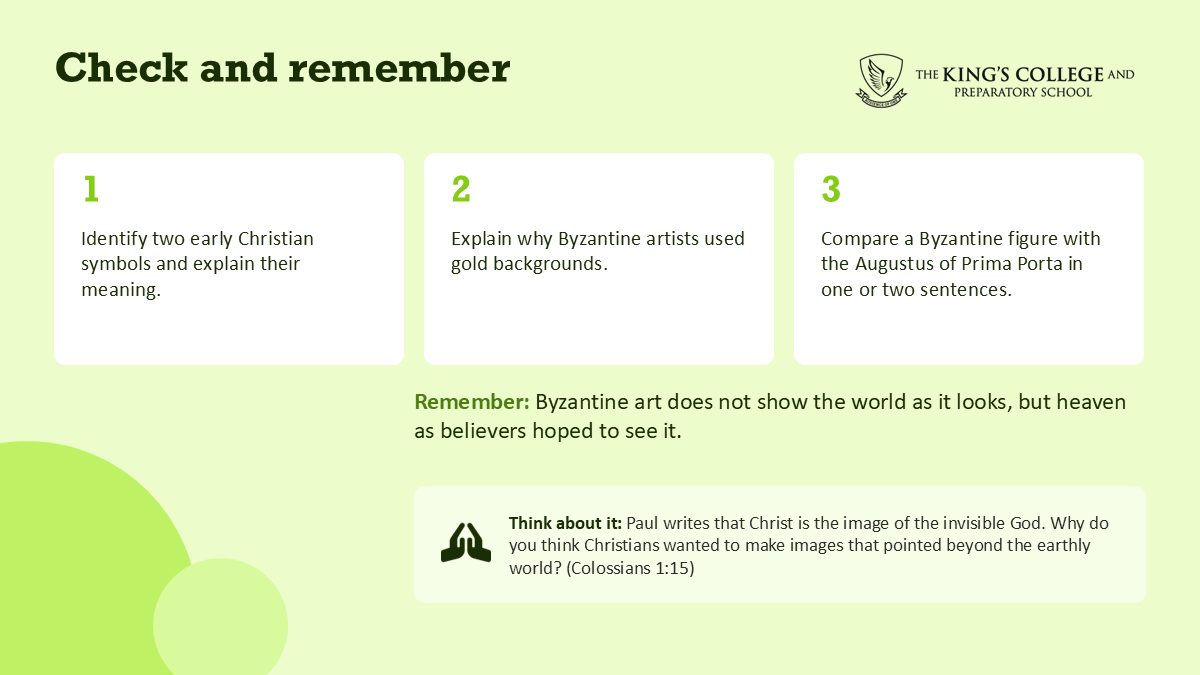 Check and remember
THE KING'S COLLEGE AND
PREPARATORY SCHOOL
1
Identify two early Christian
symbols and explain their
meaning.
2
Explain why Byzantine artists used
gold backgrounds.
3
Compare a Byzantine figure with
the Augustus of Prima Porta in
one or two sentences.
Remember: Byzantine art does not show the world as it looks, but heaven
as believers hoped to see it.
Think about it: Paul writes that Christ is the image of the invisible God. Why do
you think Christians wanted to make images that pointed beyond the earthly
world? (Colossians 1:15)